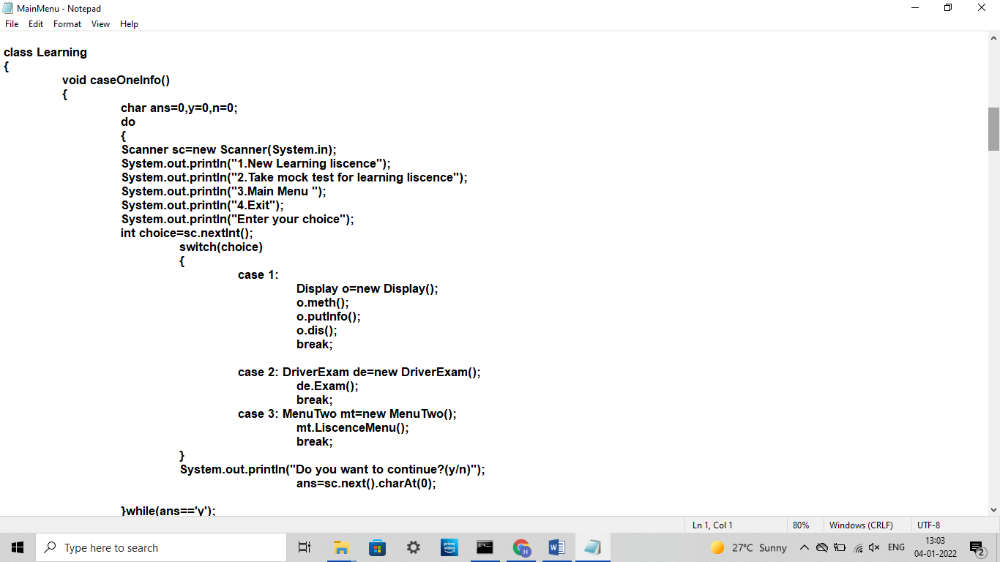 MainMenu - Notepad
File Edit Format View Help
class Learning
{
void caseOneInfo()
{
char ans=0,y=0,n=0;
do
{
Scanner sc=new Scanner(System.in);
System.out.println("1.New Learning liscence");
System.out.println("2.Take mock test for learning liscence");
System.out.println("3.Main Menu ");
System.out.println("4.Exit");
System.out.println("Enter your choice");
int choice=sc.nextInt();
switch(choice)
{
case 1:
Display o=new Display();
o.meth();
o.putInfo();
o.dis();
break;
case 2: DriverExam de=new DriverExam();
de.Exam();
break;
case 3: MenuTwo mt=new MenuTwo();
mt.LiscenceMenu();
break;
}
System.out.println("Do you want to continue?(y/n)");
ans=sc.next().charAt(0);
}while(ans=='y');
Ln 1, Col 1 80% Windows (CRLF) UTF-8
Type here to search prime video C:\ H W 27°C Sunny ENG 13:03
04-01-2022 2